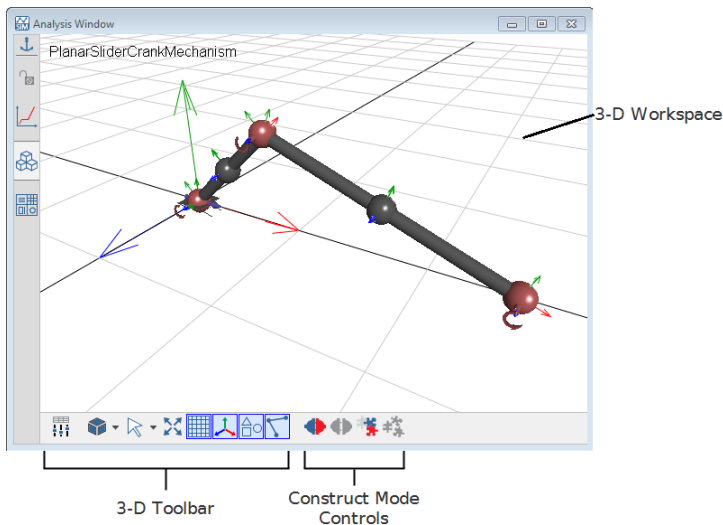 Analysis Window
PlanarSliderCrankMechanism
3-D Workspace
3-D Toolbar
Construct Mode
Controls